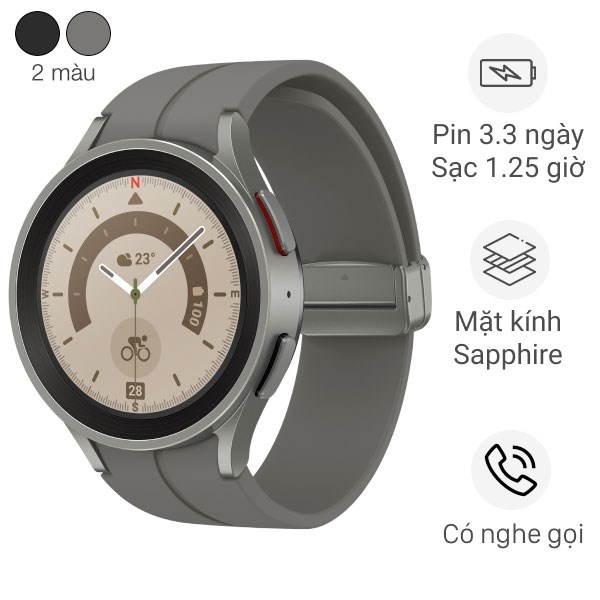 2 màu
Pin 3.3 ngày
Sạc 1.25 giờ
N
23°
W
E
100
28
S
Mặt kính
Sapphire
Có nghe gọi